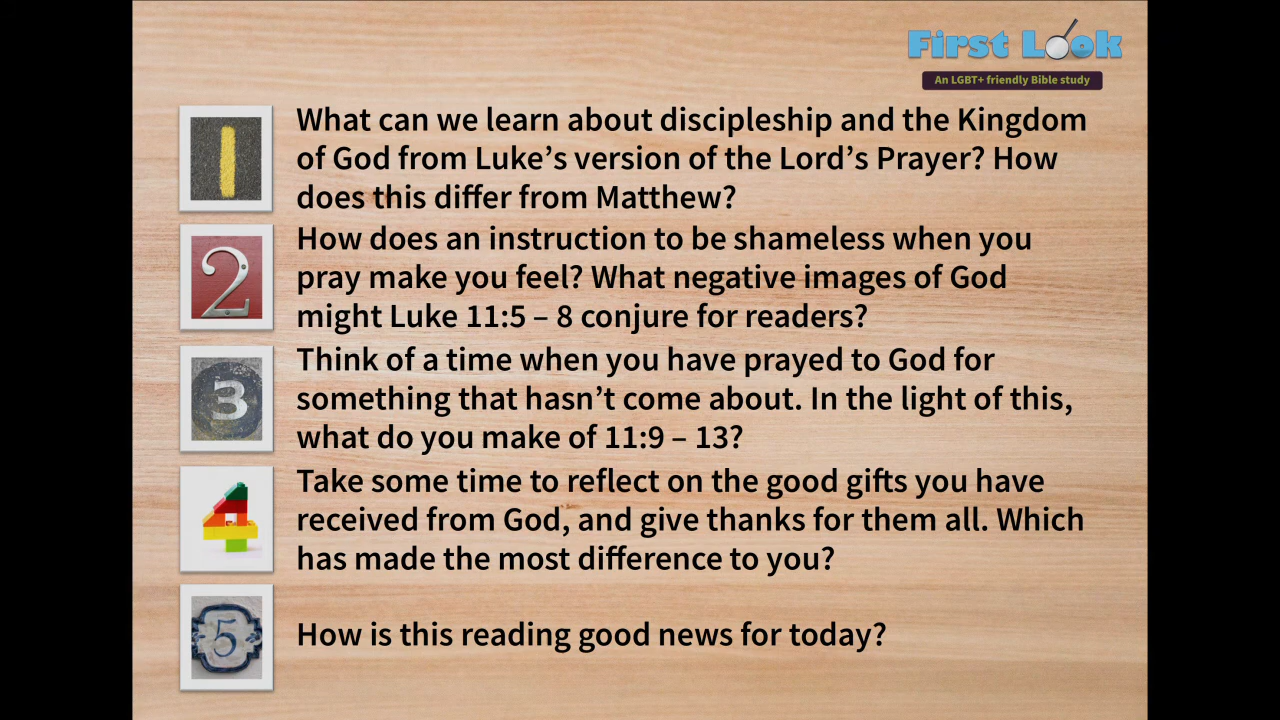 First Look
An LGBT+ friendly Bible study
1
What can we learn about discipleship and the Kingdom
of God from Luke’s version of the Lord’s Prayer? How
does this differ from Matthew?
2
How does an instruction to be shameless when you
pray make you feel? What negative images of God
might Luke 11:5 – 8 conjure for readers?
3
Think of a time when you have prayed to God for
something that hasn’t come about. In the light of this,
what do you make of 11:9 – 13?
4
Take some time to reflect on the good gifts you have
received from God, and give thanks for them all. Which
has made the most difference to you?
5
How is this reading good news for today?